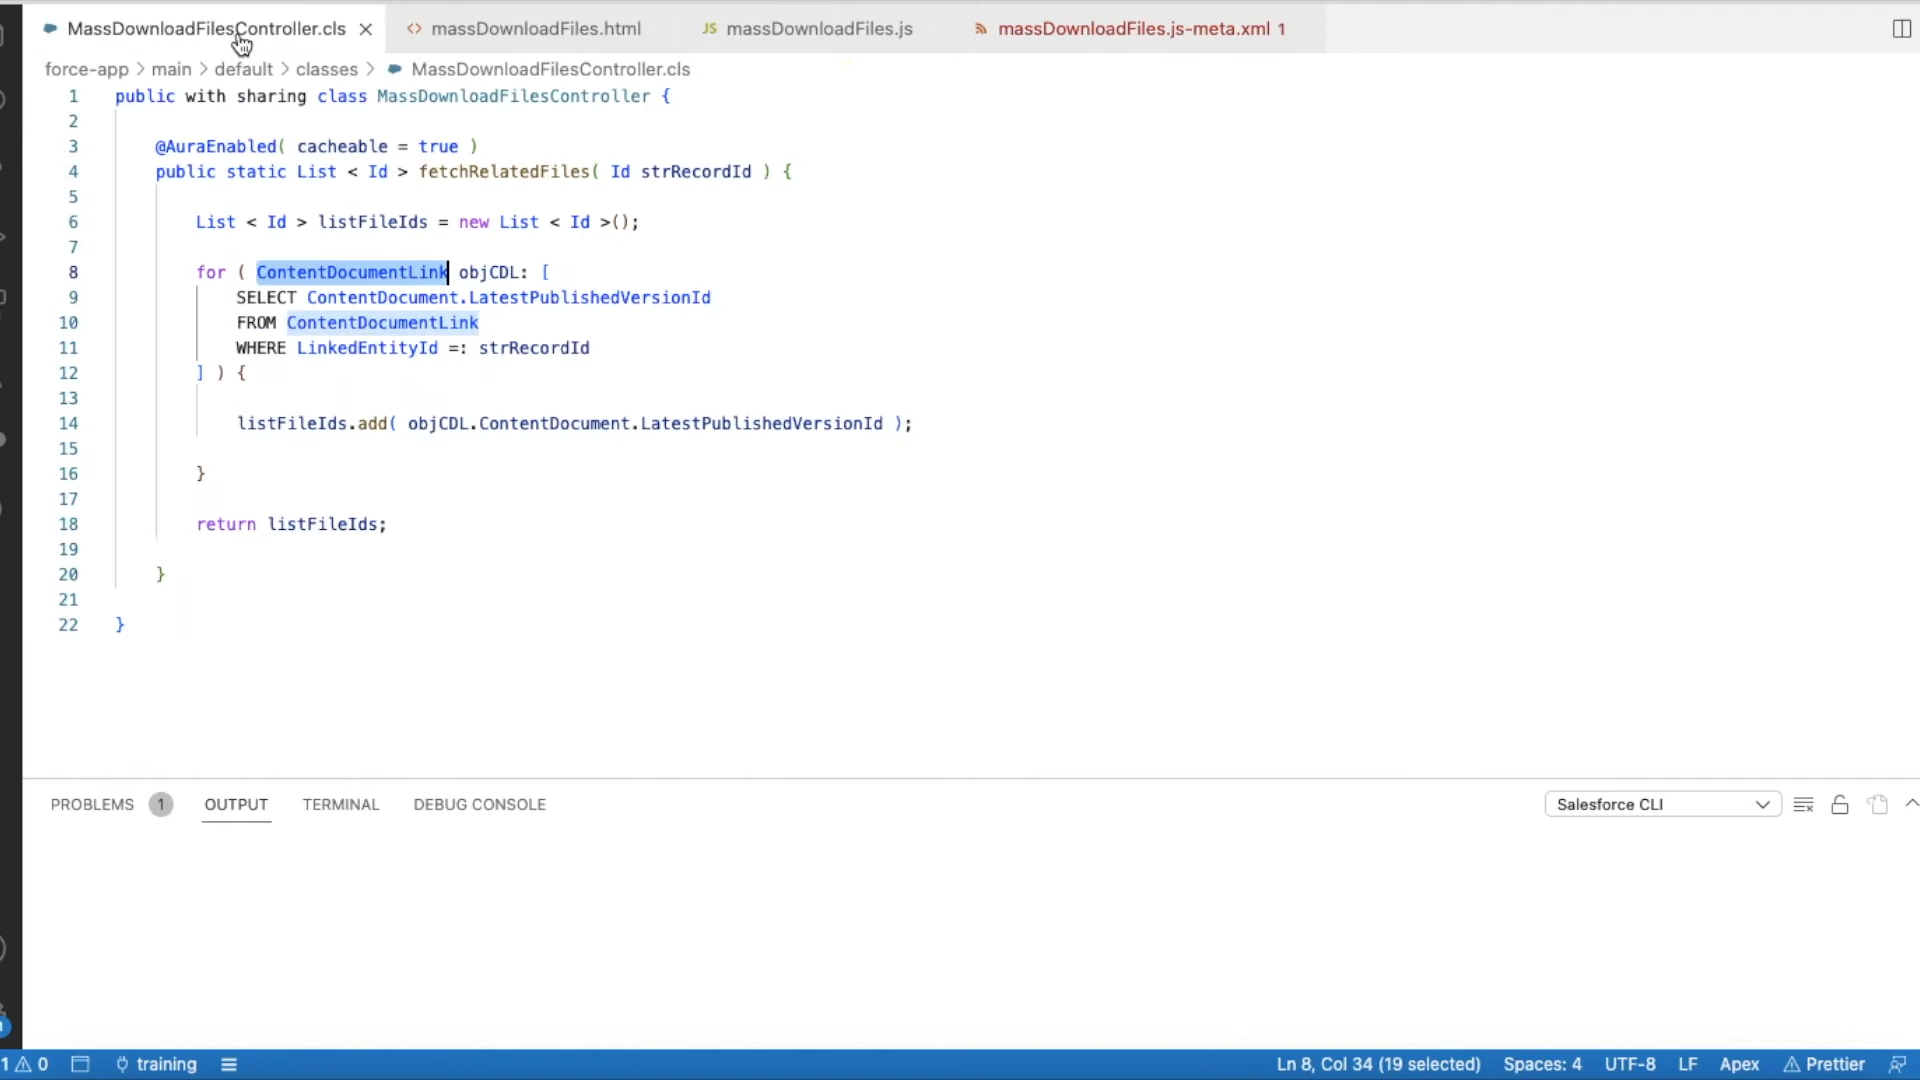 MassDownloadFilesController.cls
massDownloadFiles.html
JS massDownloadFiles.js
massDownloadFiles.js-meta.xml 1
force-app > main > default > classes > MassDownloadFilesController.cls
1 public with sharing class MassDownloadFilesController {
2
3 @AuraEnabled( cacheable = true )
4 public static List < Id > fetchRelatedFiles( Id strRecordId ) {
5
6 List < Id > listFileIds = new List < Id >();
7
8 for ( ContentDocumentLink objCDL: [
9 SELECT ContentDocument.LatestPublishedVersionId
10 FROM ContentDocumentLink
11 WHERE LinkedEntityId =: strRecordId
12 ] ) {
13
14 listFileIds.add( objCDL.ContentDocument.LatestPublishedVersionId );
15
16 }
17
18 return listFileIds;
19
20 }
21
22 }
PROBLEMS 1 OUTPUT TERMINAL DEBUG CONSOLE
Salesforce CLI
1 0 training
Ln 8, Col 34 (19 selected) Spaces: 4 UTF-8 LF Apex Prettier